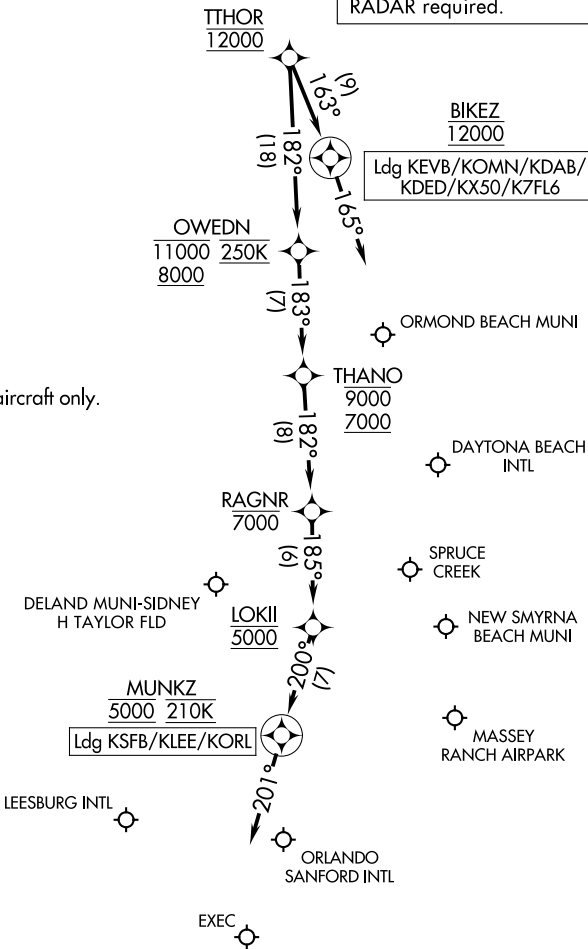 RADAR required.
TTHOR
12000
(9)
163°
182°
(18)
BIKEZ
12000
Ldg KEVB/KOMN/KDAB/
KDED/KX50/K7FL6
165°
OWEDN
11000 250K
8000
183°
(7)
ORMOND BEACH MUNI
THANO
9000
7000
aircraft only.
182°
(8)
DAYTONA BEACH
INTL
RAGNR
7000
185°
(6)
SPRUCE
CREEK
DELAND MUNI-SIDNEY
H TAYLOR FLD
LOKII
5000
NEW SMYRNA
BEACH MUNI
200°
(7)
MUNKZ
5000 210K
Ldg KSFB/KLEE/KORL
MASSEY
RANCH AIRPARK
201°
LEESBURG INTL
ORLANDO
SANFORD INTL
EXEC